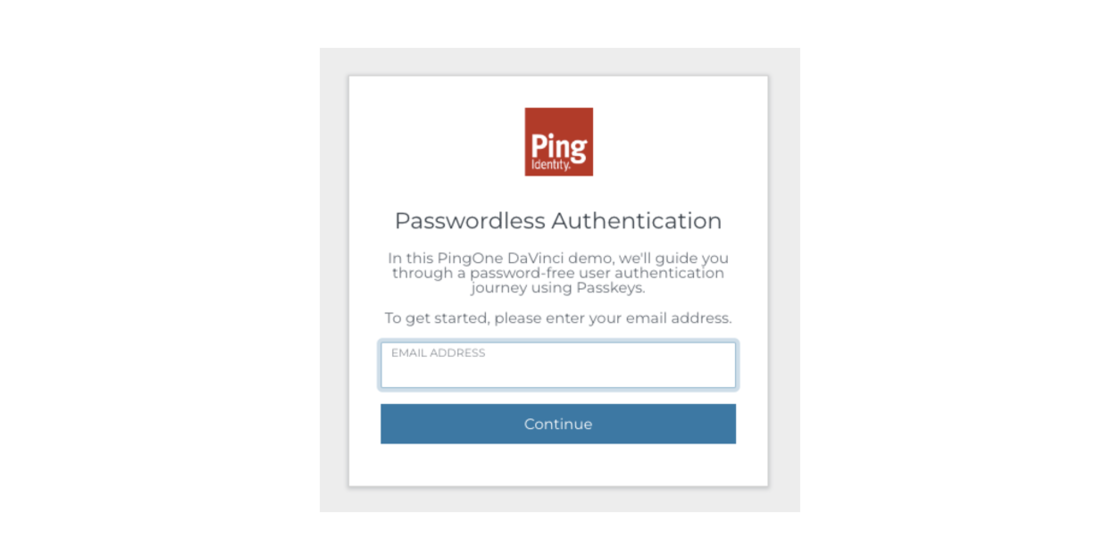 Ping
Identity.
Passwordless Authentication
In this PingOne DaVinci demo, we'll guide you
through a password-free user authentication
journey using Passkeys.
To get started, please enter your email address.
EMAIL ADDRESS
Continue